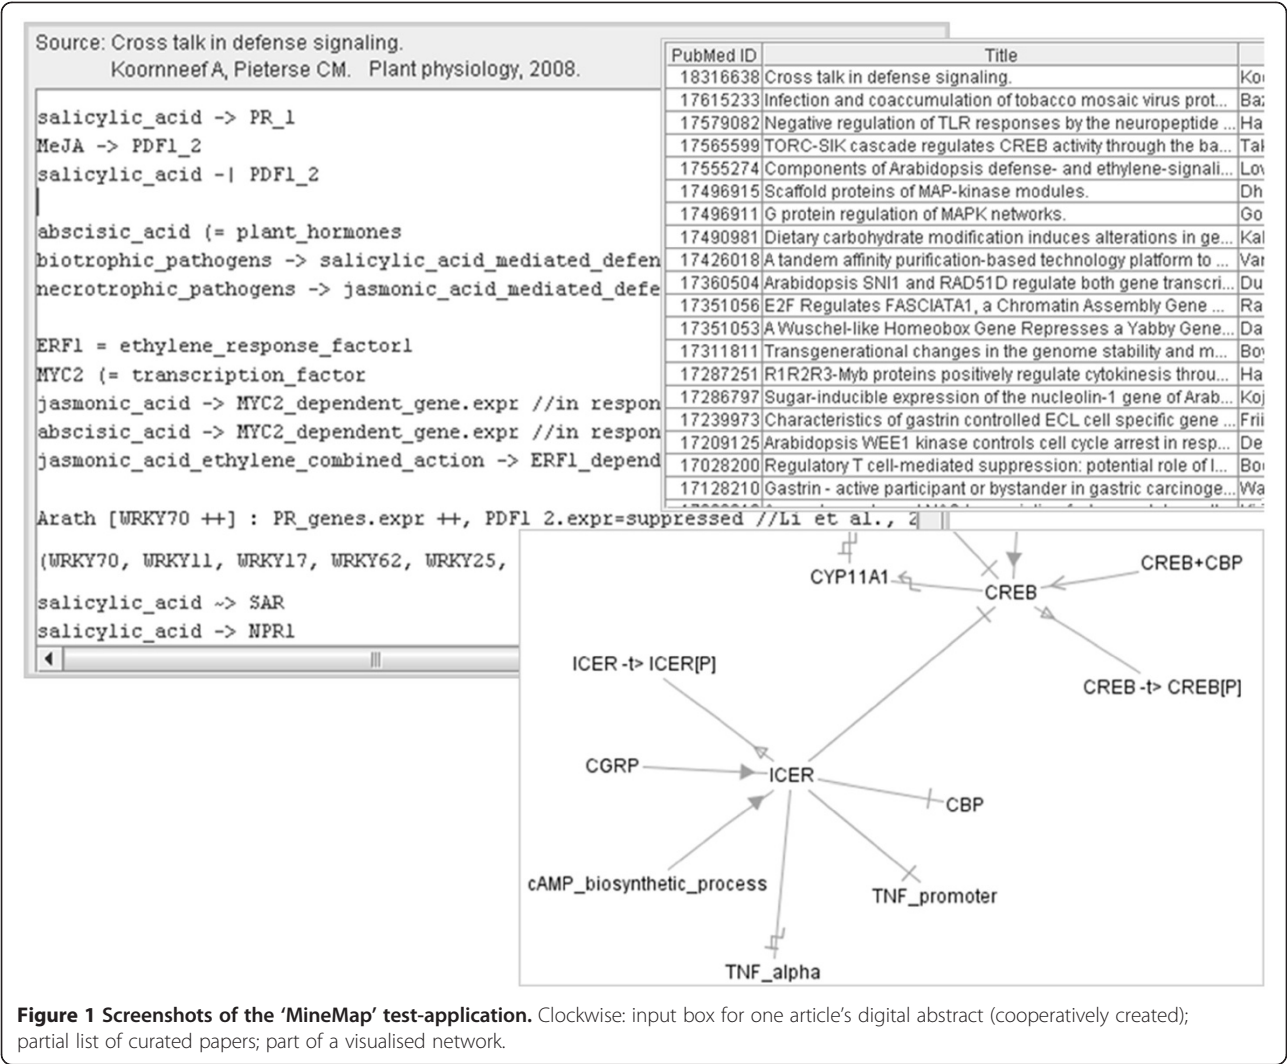 Source: Cross talk in defense signaling.
Koornneef A, Pieterse CM. Plant physiology, 2008.
salicylic_acid -> PR_1
MeJA -> PDF1_2
salicylic_acid -| PDF1_2
abscisic_acid (= plant_hormones
biotrophic_pathogens -> salicylic_acid_mediated_defen
necrotrophic_pathogens -> jasmonic_acid_mediated_defe
ERF1 = ethylene_response_factor1
MYC2 (= transcription_factor
jasmonic_acid -> MYC2_dependent_gene.expr //in respon
abscisic_acid -> MYC2_dependent_gene.expr //in respon
jasmonic_acid_ethylene_combined_action -> ERF1_depend
Arath [WRKY70 ++] : PR_genes.expr ++, PDF1_2.expr=suppressed //Li et al., 2
(WRKY70, WRKY11, WRKY17, WRKY62, WRKY25,
salicylic_acid ~> SAR
salicylic_acid -> NPR1
PubMed ID Title
18316638 Cross talk in defense signaling. Koo
17615233 Infection and coaccumulation of tobacco mosaic virus prot... Baz
17579082 Negative regulation of TLR responses by the neuropeptide ... Ha
17565599 TORC-SIK cascade regulates CREB activity through the ba... Tak
17555274 Components of Arabidopsis defense- and ethylene-signali... Lov
17496915 Scaffold proteins of MAP-kinase modules. Dh
17496911 G protein regulation of MAPK networks. Go
17490981 Dietary carbohydrate modification induces alterations in ge... Kal
17426018 A tandem affinity purification-based technology platform to ... Var
17360504 Arabidopsis SNI1 and RAD51D regulate both gene transcri... Du
17351056 E2F Regulates FASCIATA1, a Chromatin Assembly Gene ... Ra
17351053 A Wuschel-like Homeobox Gene Represses a Yabby Gene... Da
17311811 Transgenerational changes in the genome stability and m... Boy
17287251 R1R2R3-Myb proteins positively regulate cytokinesis throu... Ha
17286797 Sugar-inducible expression of the nucleolin-1 gene of Arab... Koj
17239973 Characteristics of gastrin controlled ECL cell specific gene ... Frii
17209125 Arabidopsis WEE1 kinase controls cell cycle arrest in resp... De
17028200 Regulatory T cell-mediated suppression: potential role of I... Boo
17128210 Gastrin - active participant or bystander in gastric carcinoge... Wa
CYP11A1
CREB
CREB+CBP
ICER -t> ICER[P]
CREB -t> CREB[P]
CGRP
ICER
CBP
cAMP_biosynthetic_process
TNF_promoter
TNF_alpha
Figure 1 Screenshots of the ‘MineMap’ test-application. Clockwise: input box for one article’s digital abstract (cooperatively created);
partial list of curated papers; part of a visualised network.